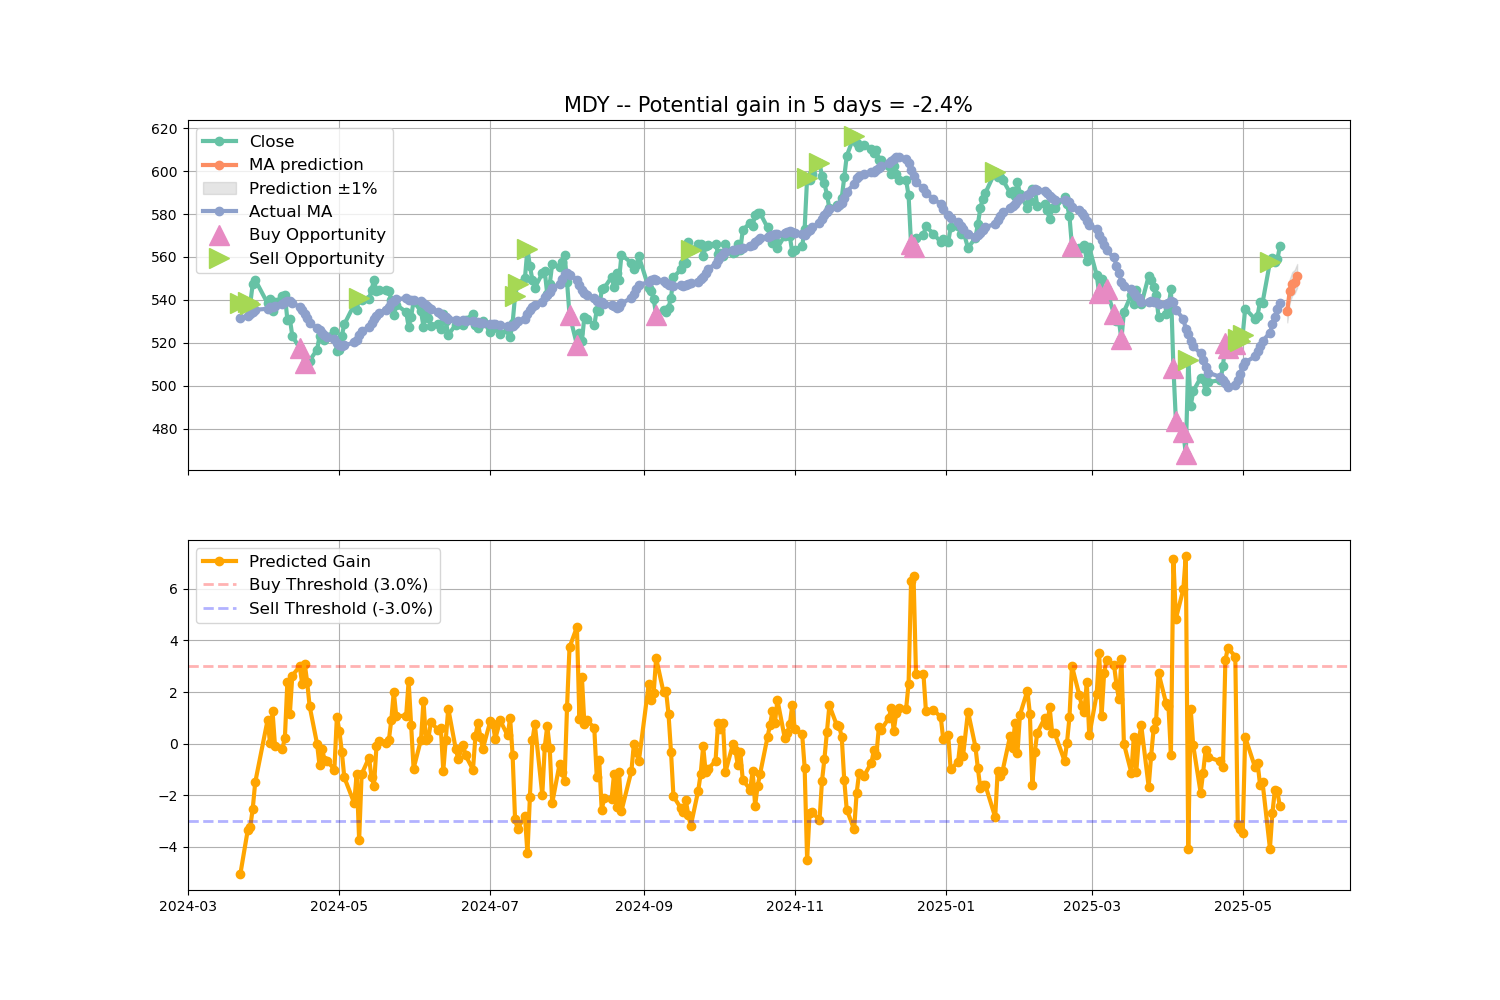 MDY -- Potential gain in 5 days = -2.4%
620
600
580
560
540
520
500
480
Close
MA prediction
Prediction ±1%
Actual MA
Buy Opportunity
Sell Opportunity
6
4
2
0
−2
−4
Predicted Gain
Buy Threshold (3.0%)
Sell Threshold (-3.0%)
2024-03
2024-05
2024-07
2024-09
2024-11
2025-01
2025-03
2025-05